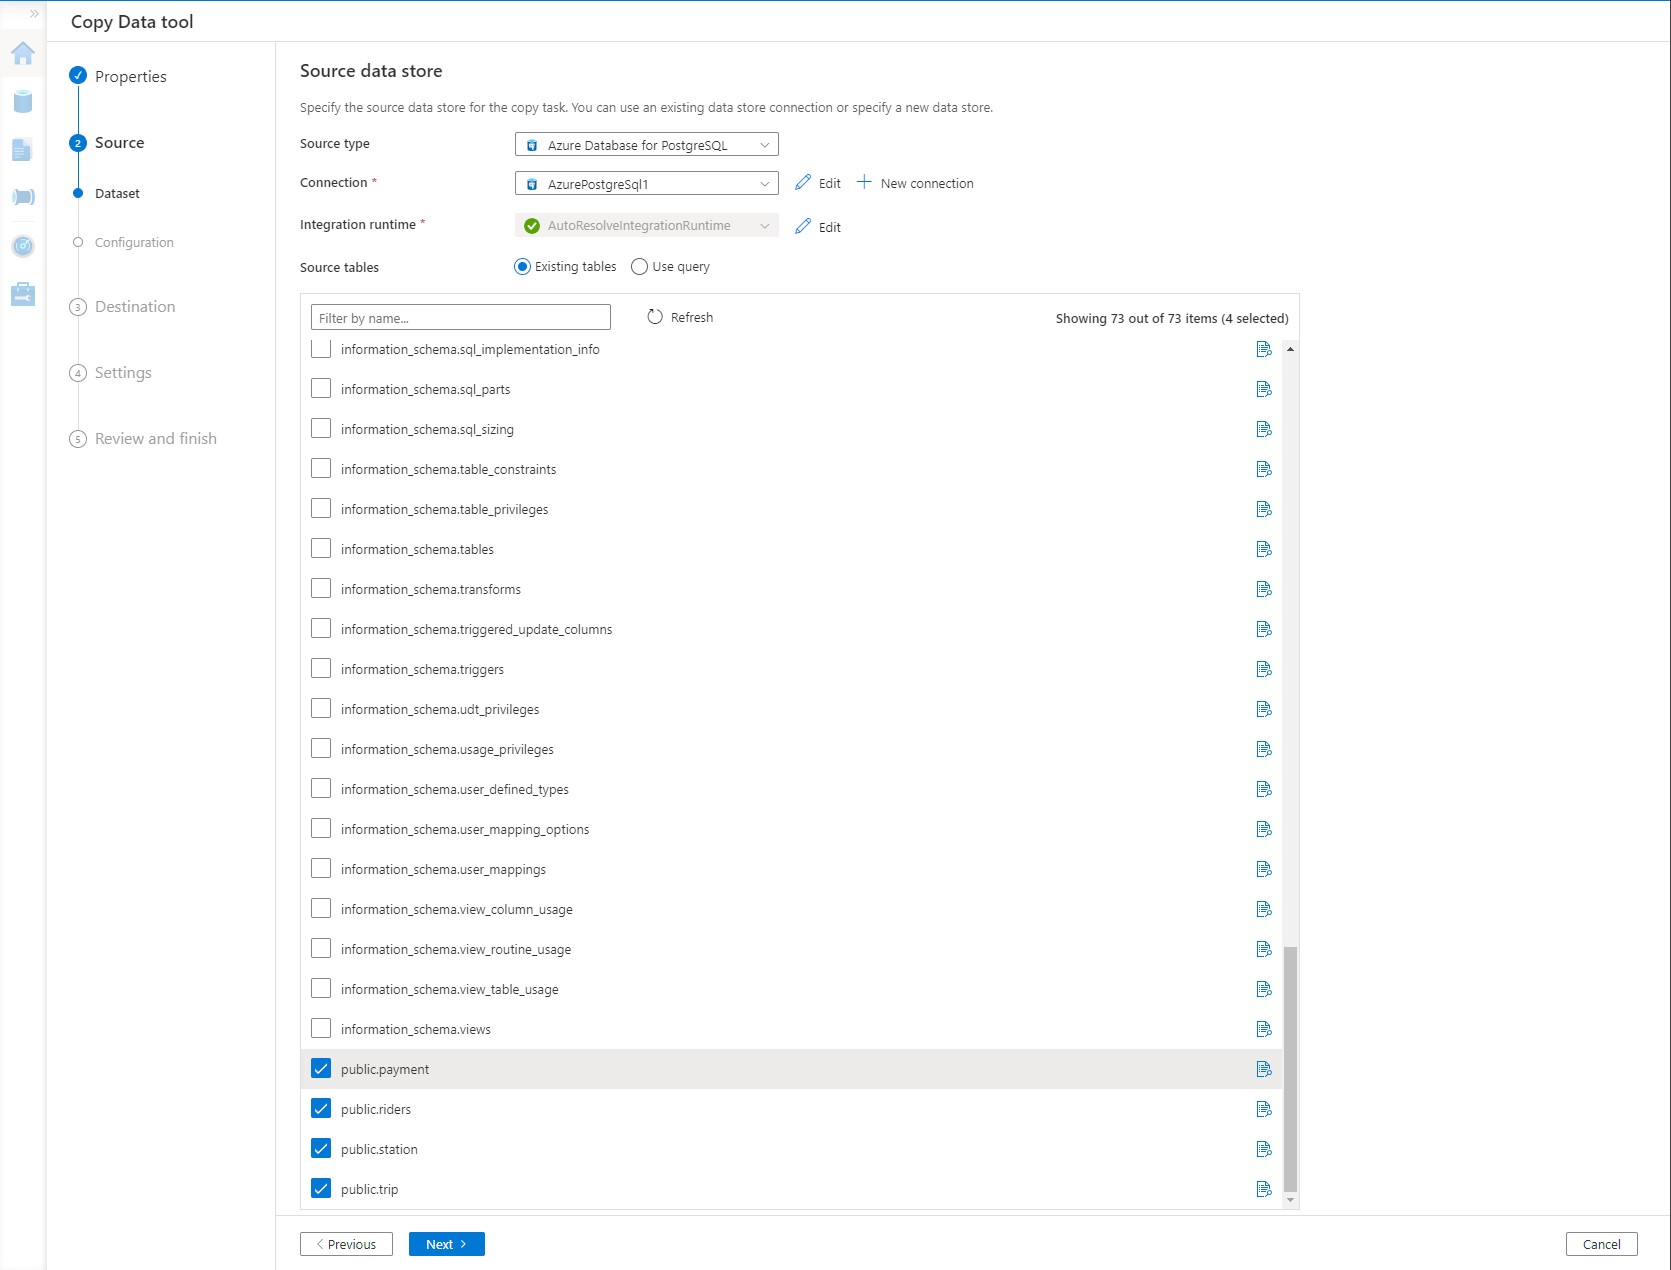 Copy Data tool
Properties
2 Source
Dataset
Configuration
3 Destination
4 Settings
5 Review and finish
Source data store
Specify the source data store for the copy task. You can use an existing data store connection or specify a new data store.
Source type Azure Database for PostgreSQL
Connection * AzurePostgreSql1 Edit New connection
Integration runtime * AutoResolveIntegrationRuntime Edit
Source tables Existing tables Use query
Filter by name... Refresh Showing 73 out of 73 items (4 selected)
information_schema.sql_implementation_info
information_schema.sql_parts
information_schema.sql_sizing
information_schema.table_constraints
information_schema.table_privileges
information_schema.tables
information_schema.transforms
information_schema.triggered_update_columns
information_schema.triggers
information_schema.udt_privileges
information_schema.usage_privileges
information_schema.user_defined_types
information_schema.user_mapping_options
information_schema.user_mappings
information_schema.view_column_usage
information_schema.view_routine_usage
information_schema.view_table_usage
information_schema.views
public.payment
public.riders
public.station
public.trip
< Previous Next > Cancel